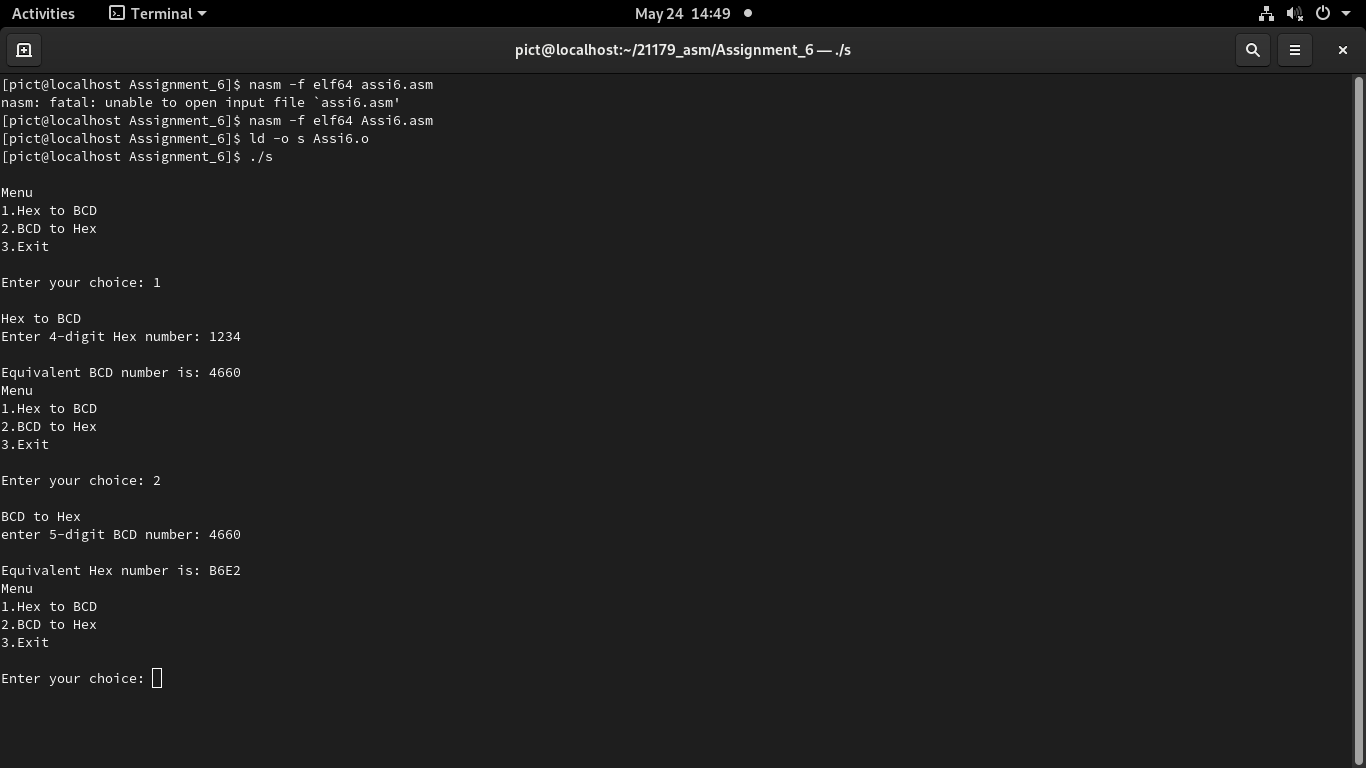 Activities Terminal May 24 14:49
pict@localhost:~/21179_asm/Assignment_6 — ./s
[pict@localhost Assignment_6]$ nasm -f elf64 assi6.asm
nasm: fatal: unable to open input file `assi6.asm'
[pict@localhost Assignment_6]$ nasm -f elf64 Assi6.asm
[pict@localhost Assignment_6]$ ld -o s Assi6.o
[pict@localhost Assignment_6]$ ./s
Menu
1.Hex to BCD
2.BCD to Hex
3.Exit
Enter your choice: 1
Hex to BCD
Enter 4-digit Hex number: 1234
Equivalent BCD number is: 4660
Menu
1.Hex to BCD
2.BCD to Hex
3.Exit
Enter your choice: 2
BCD to Hex
enter 5-digit BCD number: 4660
Equivalent Hex number is: B6E2
Menu
1.Hex to BCD
2.BCD to Hex
3.Exit
Enter your choice: